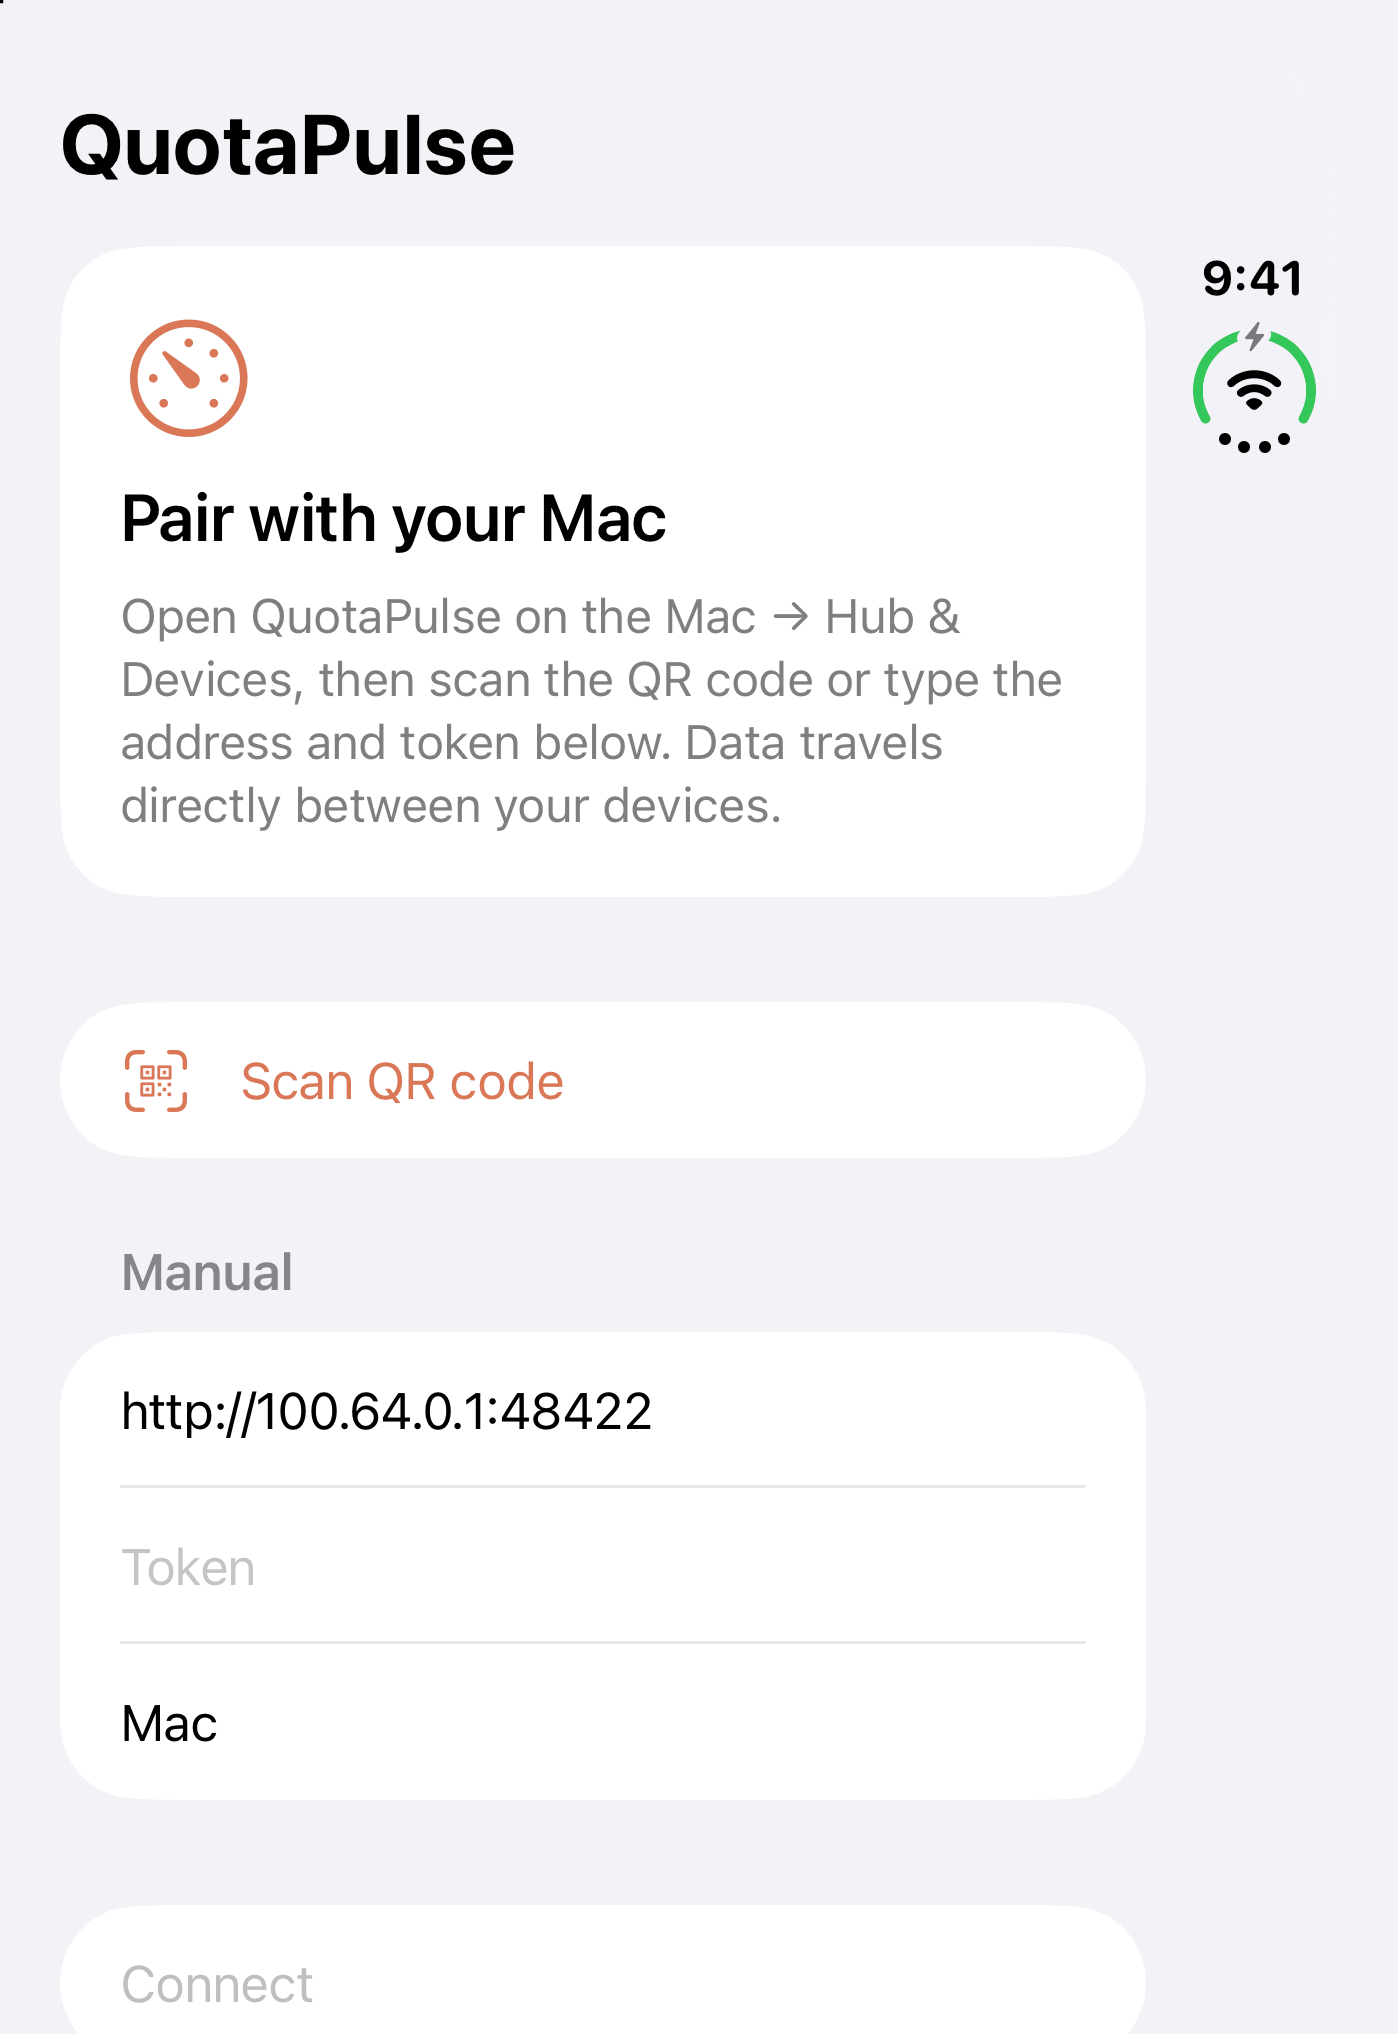 QuotaPulse
9:41
Pair with your Mac
Open QuotaPulse on the Mac → Hub &
Devices, then scan the QR code or type the
address and token below. Data travels
directly between your devices.
Scan QR code
Manual
http://100.64.0.1:48422
Token
Mac
Connect